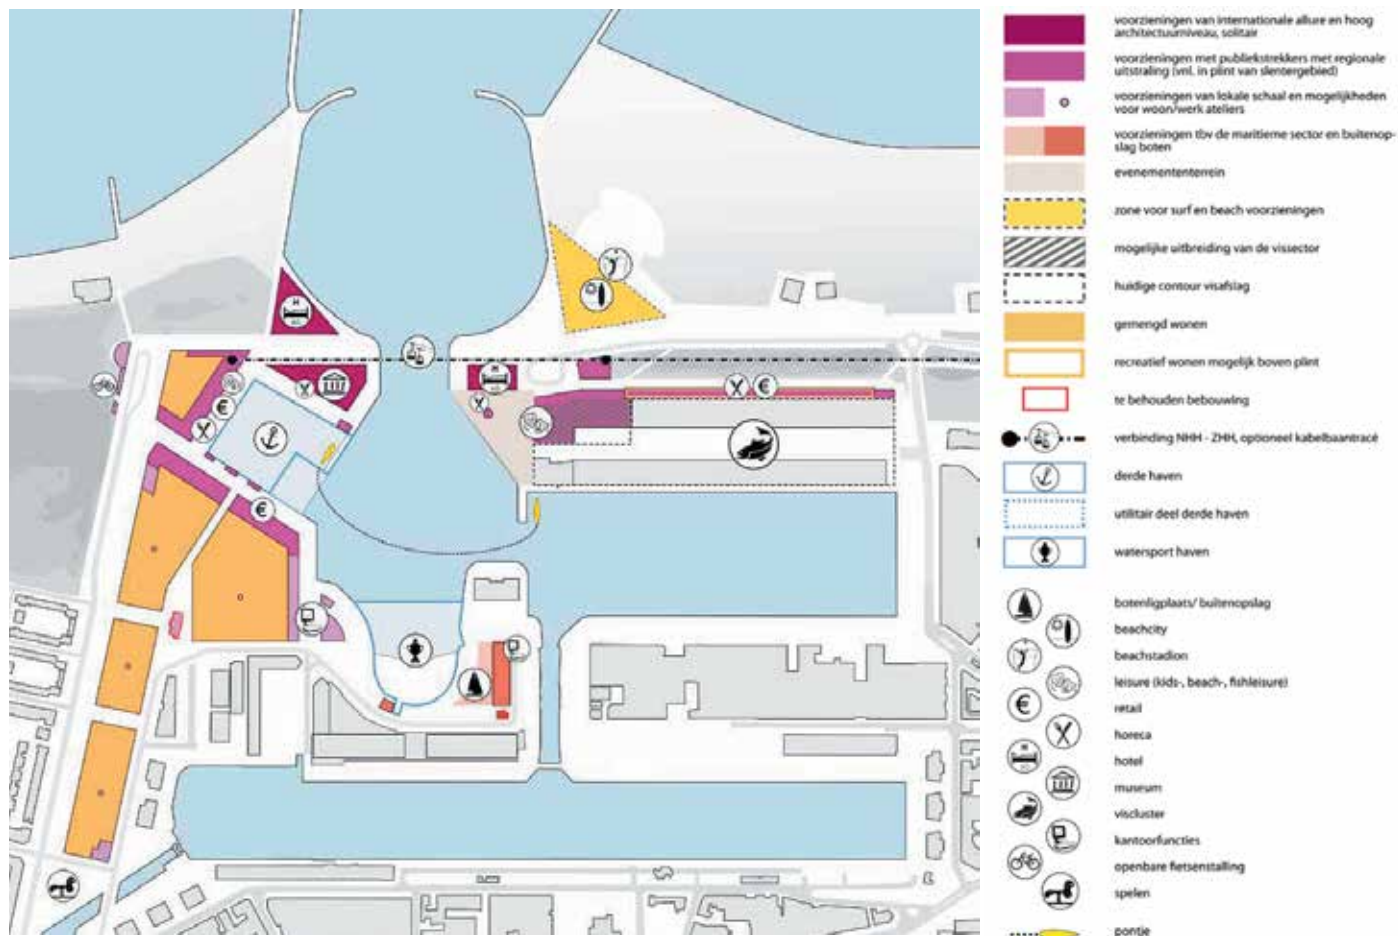 voorzieningen van internationale allure en hoog
architectuurniveau, solitair
voorzieningen met publiekstrekkers met regionale
uitstraling (vnl. in plint van slentergebied)
voorzieningen van lokale schaal en mogelijkheden
voor woon/werk ateliers
voorzieningen tbv de maritieme sector en buitenop-
slag boten
evenemententerrein
zone voor surf en beach voorzieningen
mogelijke uitbreiding van de vissector
huidige contour visafslag
gemengd wonen
recreatief wonen mogelijk boven plint
te behouden bebouwing
verbinding NHH - ZHH, optioneel kabelbaantracé
derde haven
utilitair deel derde haven
watersport haven
botenligplaats/ buitenopslag
beachcity
beachstadion
leisure (kids-, beach-, fishleisure)
€ retail
horeca
H hotel
museum
viscluster
kantoorfuncties
openbare fietsenstalling
spelen
pontje
H
H
€
€
€